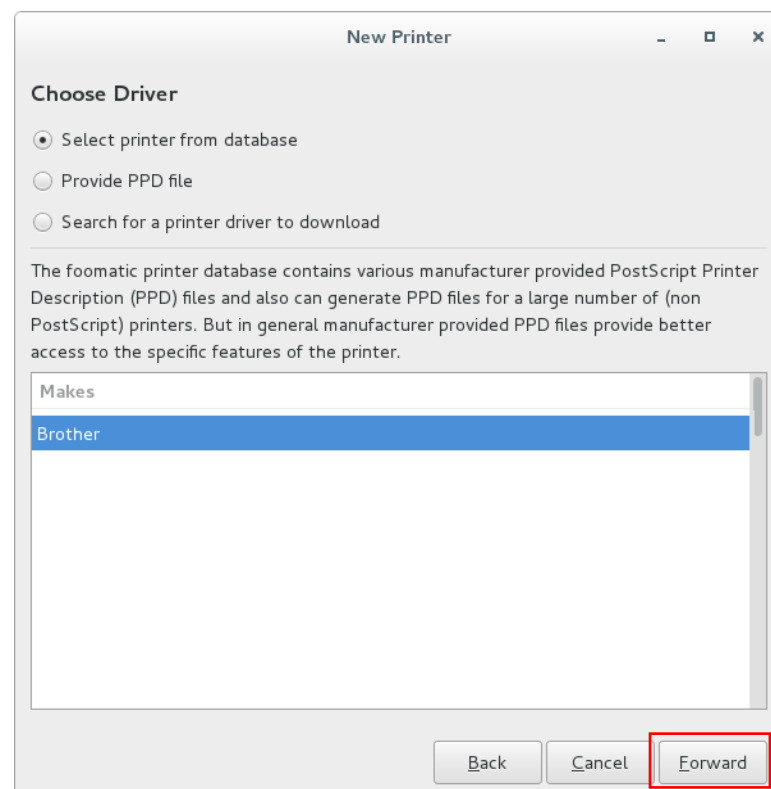 New Printer
Choose Driver
Select printer from database
Provide PPD file
Search for a printer driver to download
The foomatic printer database contains various manufacturer provided PostScript Printer
Description (PPD) files and also can generate PPD files for a large number of (non
PostScript) printers. But in general manufacturer provided PPD files provide better
access to the specific features of the printer.
Makes
Brother
Back Cancel Forward